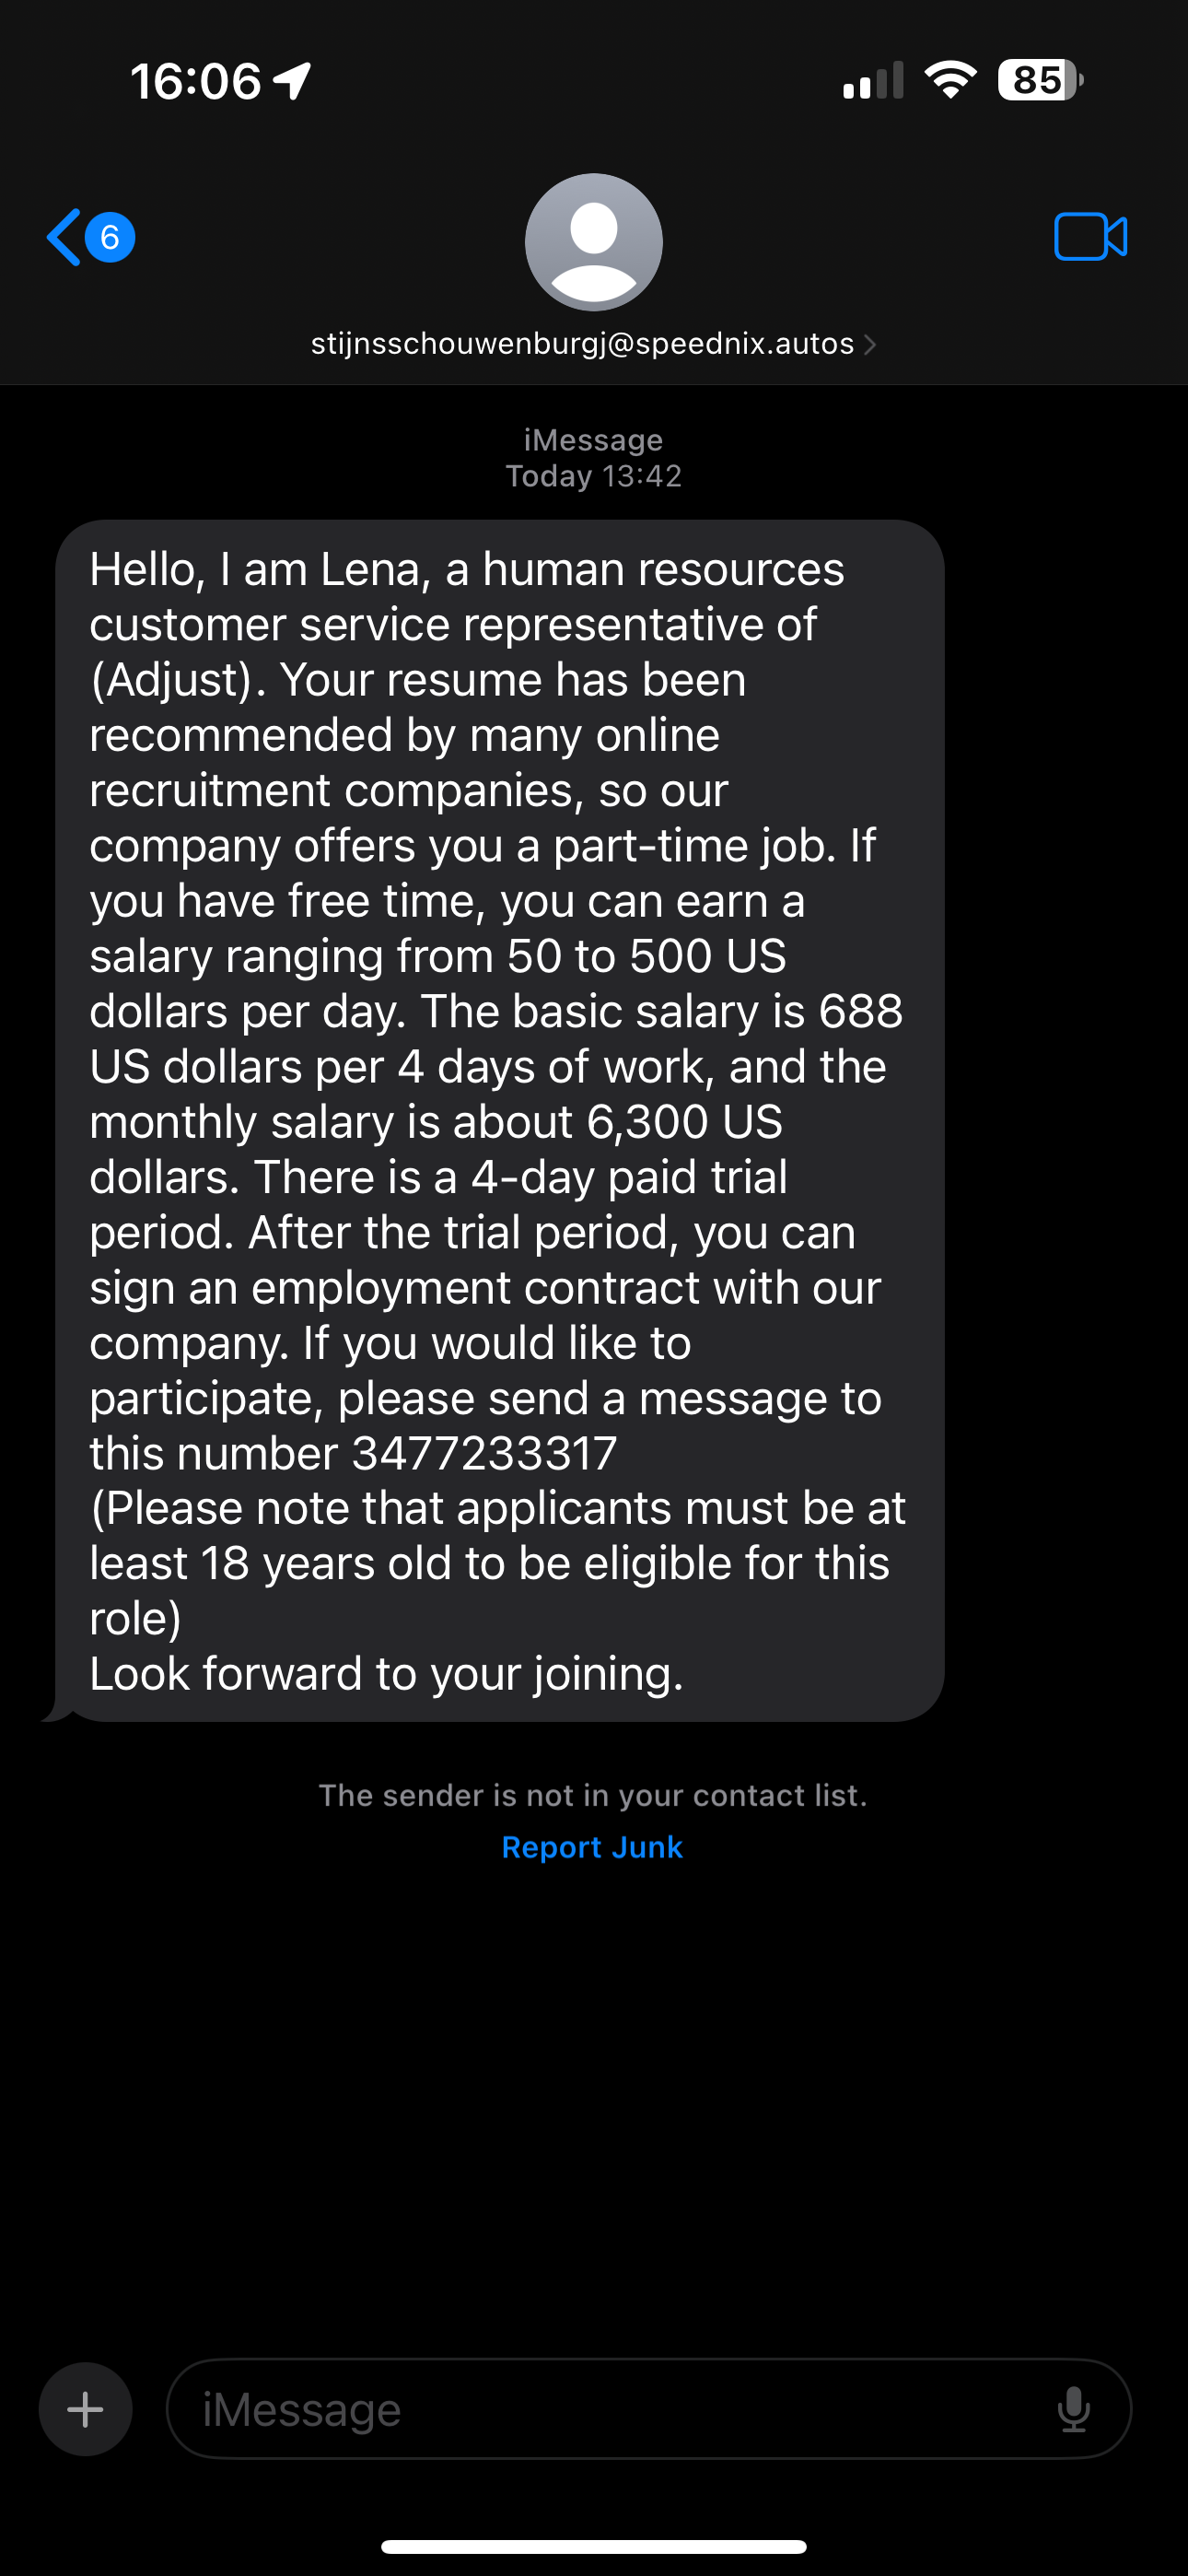 16:06
85
6
stijnsschouwenburgj@speednix.autos
iMessage
Today 13:42
Hello, I am Lena, a human resources
customer service representative of
(Adjust). Your resume has been
recommended by many online
recruitment companies, so our
company offers you a part-time job. If
you have free time, you can earn a
salary ranging from 50 to 500 US
dollars per day. The basic salary is 688
US dollars per 4 days of work, and the
monthly salary is about 6,300 US
dollars. There is a 4-day paid trial
period. After the trial period, you can
sign an employment contract with our
company. If you would like to
participate, please send a message to
this number 3477233317
(Please note that applicants must be at
least 18 years old to be eligible for this
role)
Look forward to your joining.
The sender is not in your contact list.
Report Junk
iMessage